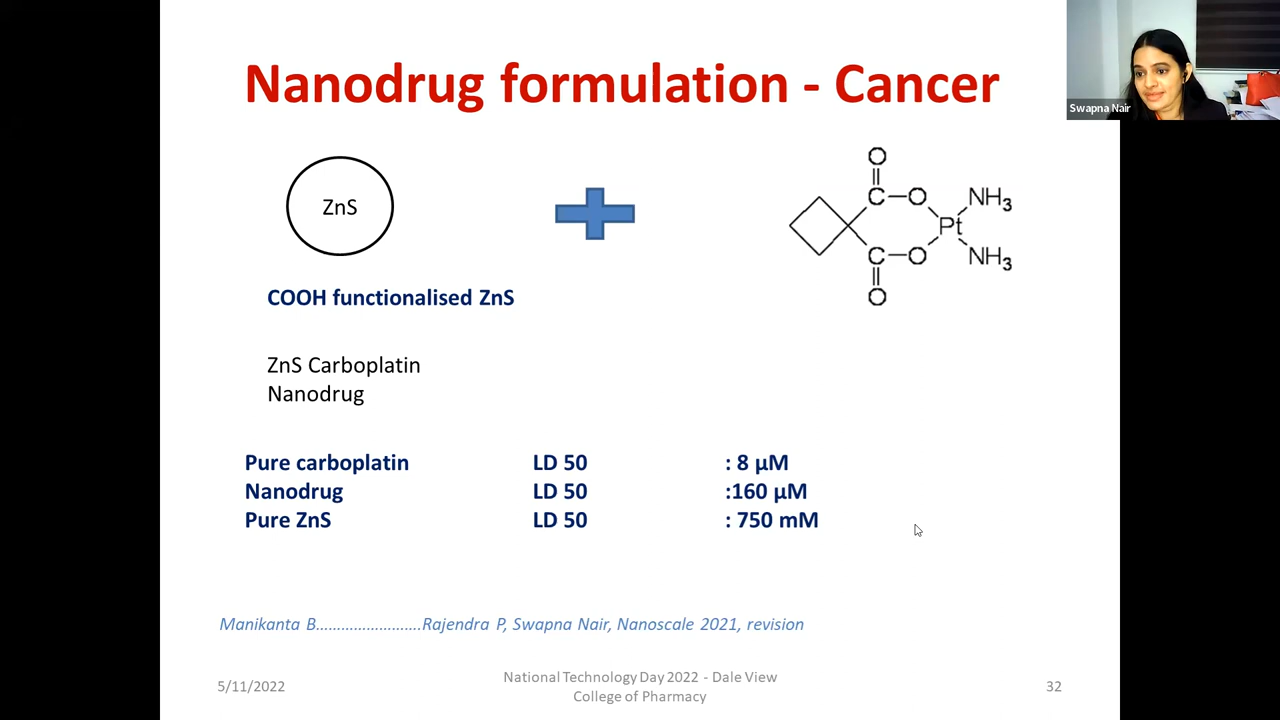 Nanodrug formulation - Cancer
Swapna Nair
ZnS
O
C
O
NH3
Pt
C
O
NH3
O
COOH functionalised ZnS
ZnS Carboplatin
Nanodrug
Pure carboplatin LD 50 : 8 µM
Nanodrug LD 50 :160 µM
Pure ZnS LD 50 : 750 mM
Manikanta B…………………….Rajendra P, Swapna Nair, Nanoscale 2021, revision
5/11/2022
National Technology Day 2022 - Dale View
College of Pharmacy
32